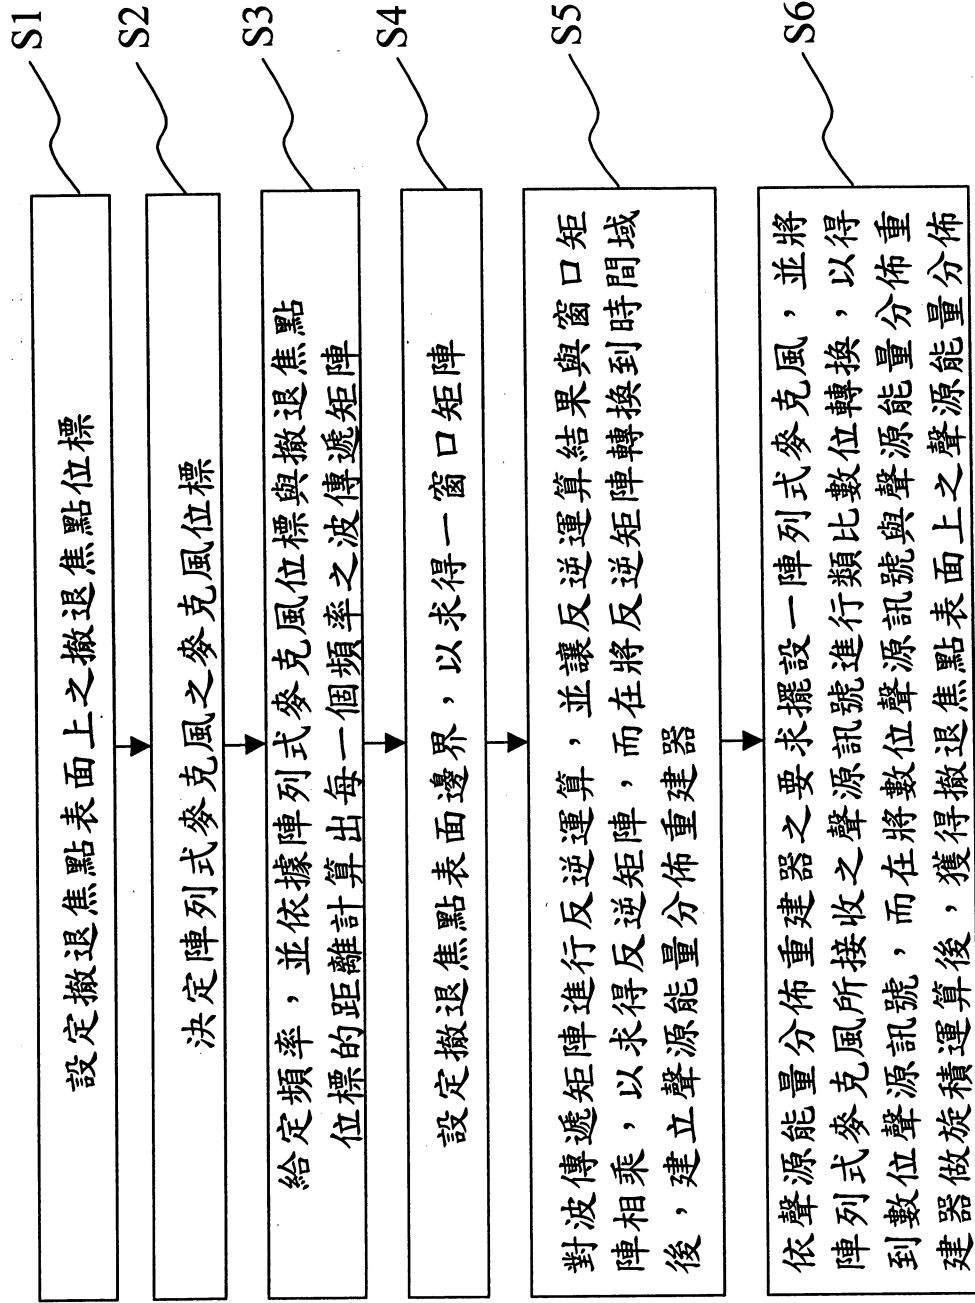 S1
設定撤退焦點表面上之撤退焦點位標
S2
決定陣列式麥克風之麥克風位標
S3
給定頻率，並依據陣列式麥克風位標與撤退焦點
位標的距離計算出每一個頻率之波傳遞矩陣
S4
設定撤退焦點表面邊界，以求得一窗口矩陣
S5
對波傳遞矩陣進行反逆運算，並讓反逆運算結果與窗口矩
陣相乘，以求得反逆矩陣，而在將反逆矩陣轉換到時間域
後，建立聲源能量分佈重建器
S6
依聲源能量分佈重建器之要求擺設一陣列式麥克風，並將
陣列式麥克風所接收之聲源訊號進行類比數位轉換，以得
到數位聲源訊號，而在將數位聲源訊號與聲源能量分佈重
建器做旋積運算後，獲得撤退焦點表面上之聲源能量分佈